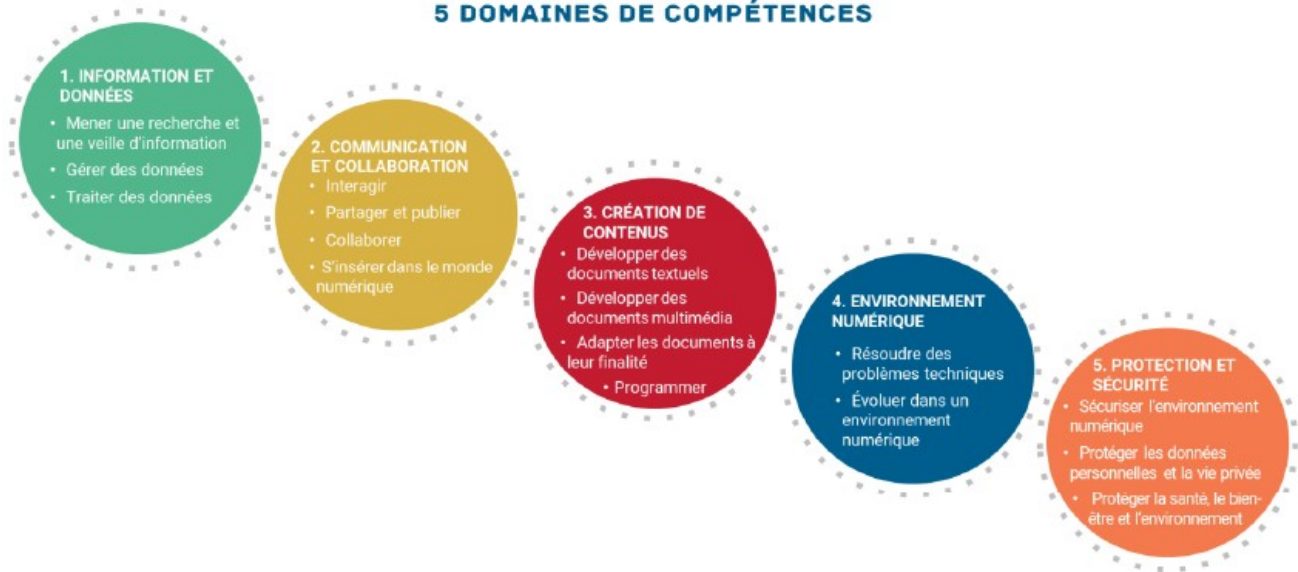 5 DOMAINES DE COMPÉTENCES
1. INFORMATION ET
DONNÉES
• Mener une recherche et
une veille d'information
• Gérer des données
• Traiter des données
2. COMMUNICATION
ET COLLABORATION
• Interagir
• Partager et publier
• Collaborer
• S'insérer dans le monde
numérique
3. CRÉATION DE
CONTENUS
• Développer des
documents textuels
• Développer des
documents multimédia
• Adapter les documents à
leur finalité
• Programmer
4. ENVIRONNEMENT
NUMÉRIQUE
• Résoudre des
problèmes techniques
• Évoluer dans un
environnement
numérique
5. PROTECTION ET
SÉCURITÉ
• Sécuriser l'environnement
numérique
• Protéger les données
personnelles et la vie privée
• Protéger la santé, le bien-
être et l'environnement